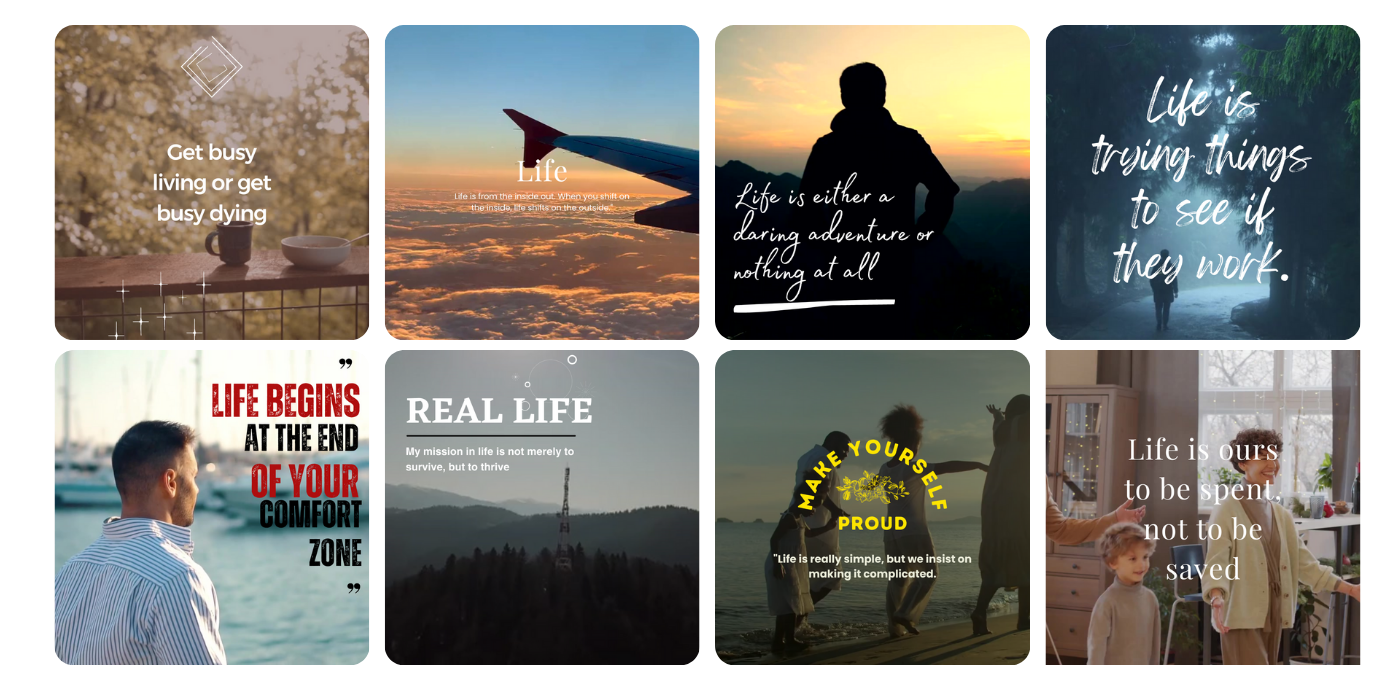 Get busy
living or get
busy dying
Life
Life is from the inside out. When you shift on
the inside, life shifts on the outside."
Life is either a
daring adventure or
nothing at all
Life is
trying things
to see if
they work.
”
LIFE BEGINS
AT THE END
OF YOUR
COMFORT
ZONE
”
REAL LIFE
My mission in life is not merely to
survive, but to thrive
MAKE YOURSELF
PROUD
"Life is really simple, but we insist on
making it complicated.
Life is ours
to be spent,
not to be
saved